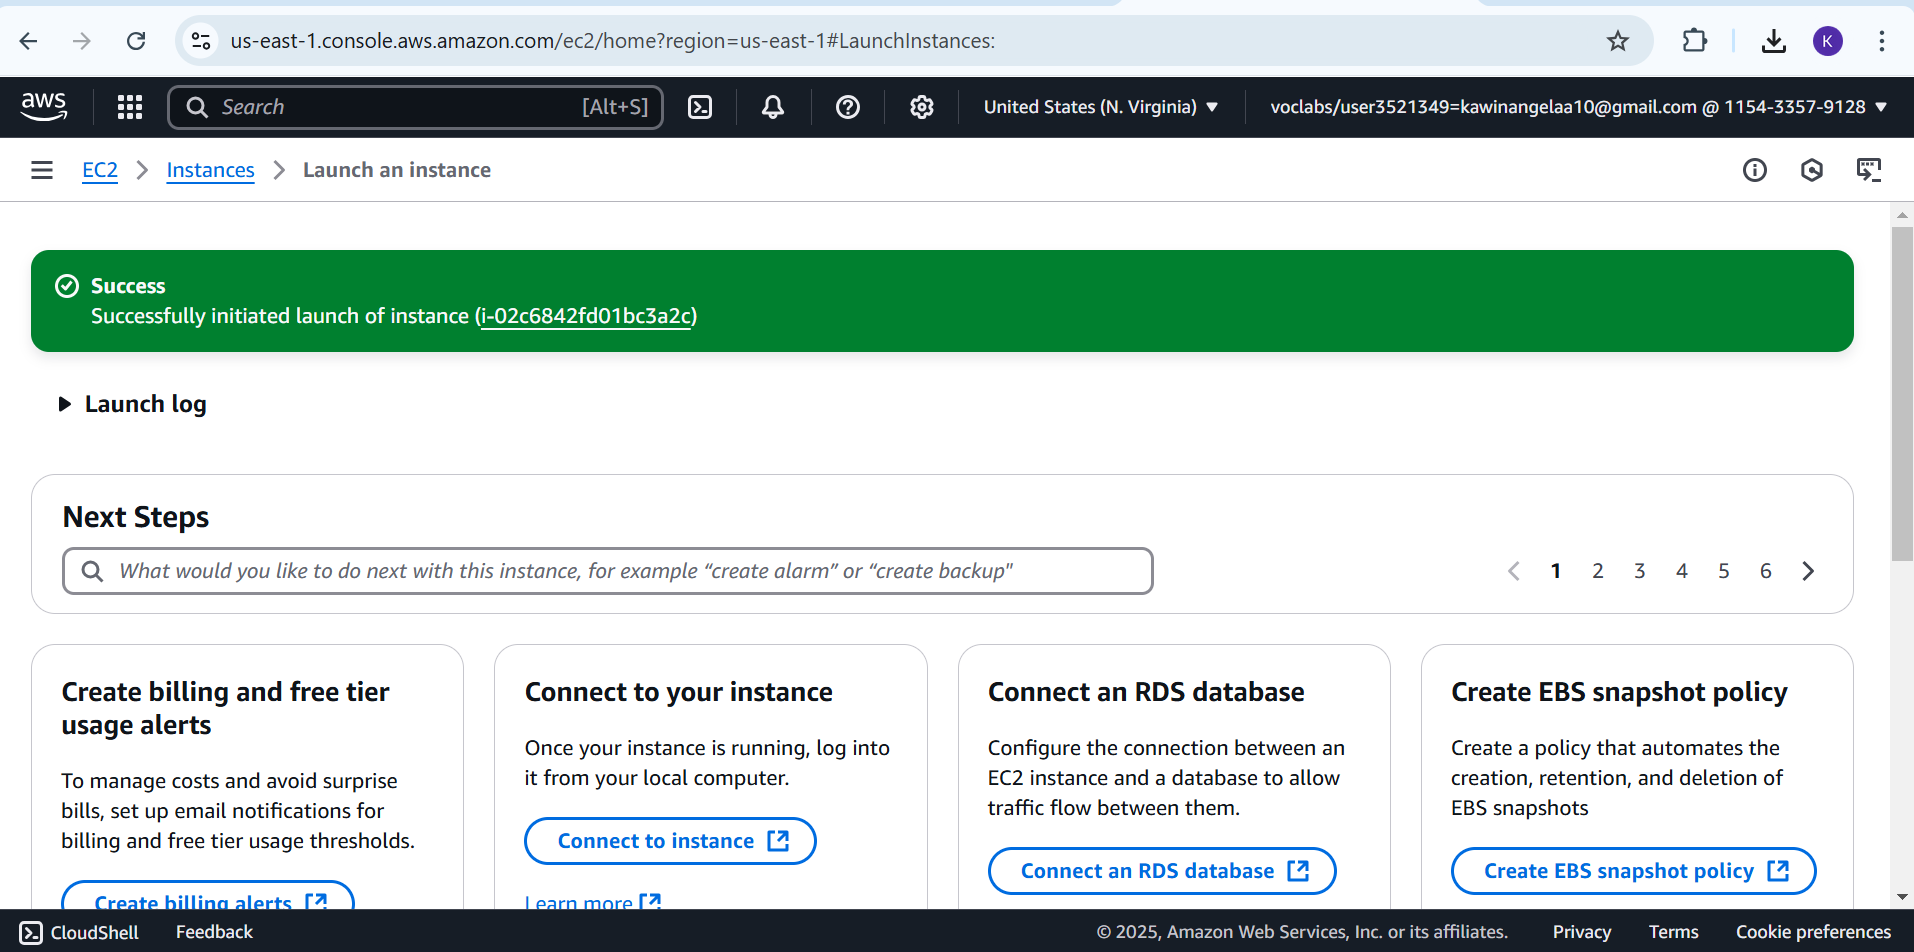 us-east-1.console.aws.amazon.com/ec2/home?region=us-east-1#LaunchInstances:
K
aws
Search [Alt+S]
United States (N. Virginia)
voclabs/user3521349=kawinangelaa10@gmail.com @ 1154-3357-9128
EC2 Instances Launch an instance
Success
Successfully initiated launch of instance (i-02c6842fd01bc3a2c)
Launch log
Next Steps
What would you like to do next with this instance, for example “create alarm” or “create backup"
1 2 3 4 5 6
Create billing and free tier
usage alerts
To manage costs and avoid surprise
bills, set up email notifications for
billing and free tier usage thresholds.
Create billing alerts
Connect to your instance
Once your instance is running, log into
it from your local computer.
Connect to instance
Learn more
Connect an RDS database
Configure the connection between an
EC2 instance and a database to allow
traffic flow between them.
Connect an RDS database
Create EBS snapshot policy
Create a policy that automates the
creation, retention, and deletion of
EBS snapshots
Create EBS snapshot policy
CloudShell Feedback
© 2025, Amazon Web Services, Inc. or its affiliates. Privacy Terms Cookie preferences